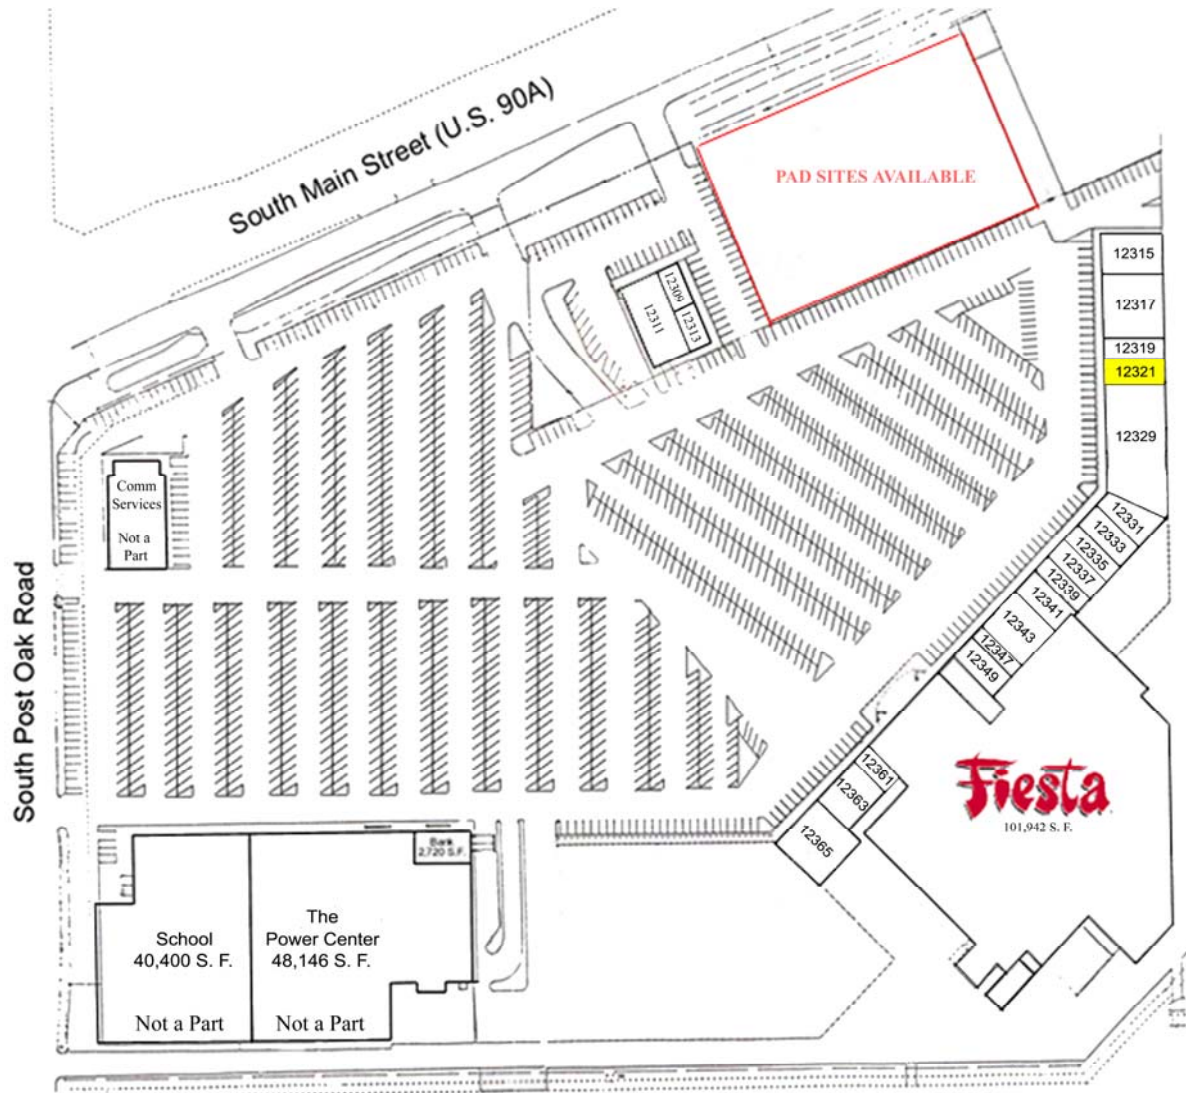 South Main Street (U.S. 90A)
PAD SITES AVAILABLE
12315
12317
12309
12311
12313
12319
12321
12329
Comm
Services
Not a
Part
12331
12333
12335
12337
12339
12341
12343
12347
12349
South Post Oak Road
12361
12363
12365
Fiesta
101,942 S. F.
Bank
2,720 S.F.
School
40,400 S. F.
Not a Part
The
Power Center
48,146 S. F.
Not a Part